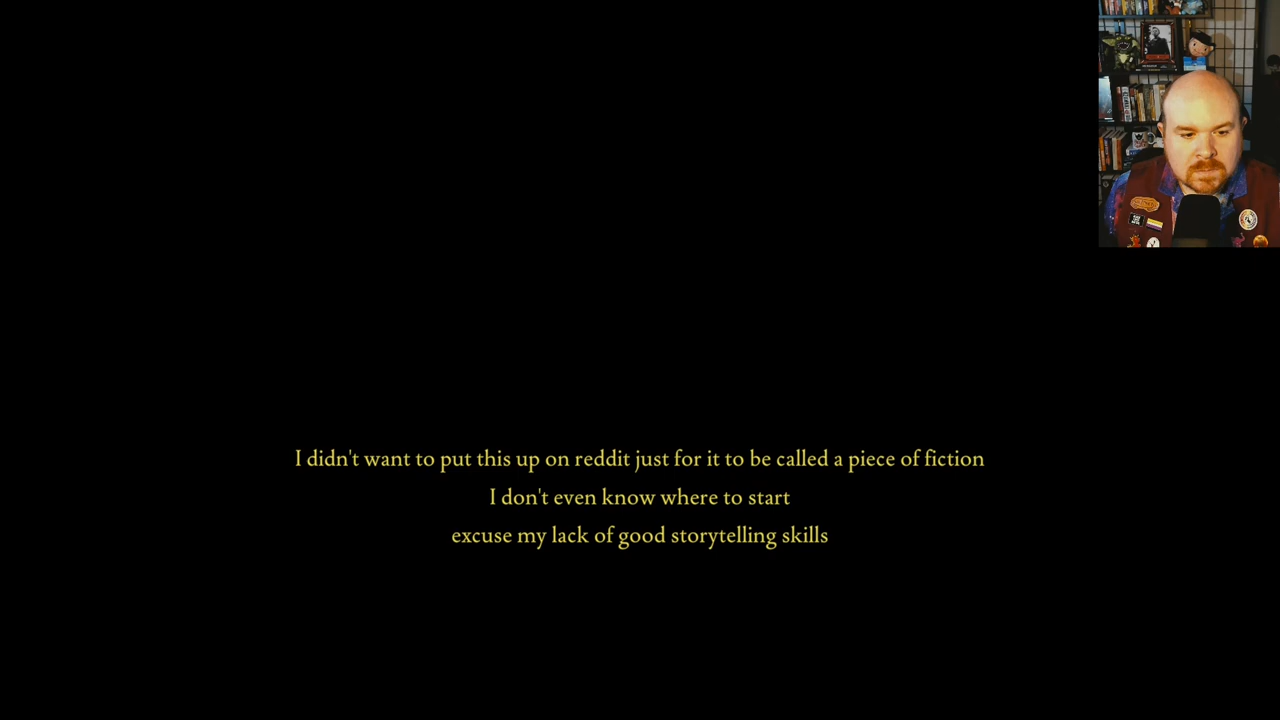 I didn't want to put this up on reddit just for it to be called a piece of fiction
I don't even know where to start
excuse my lack of good storytelling skills